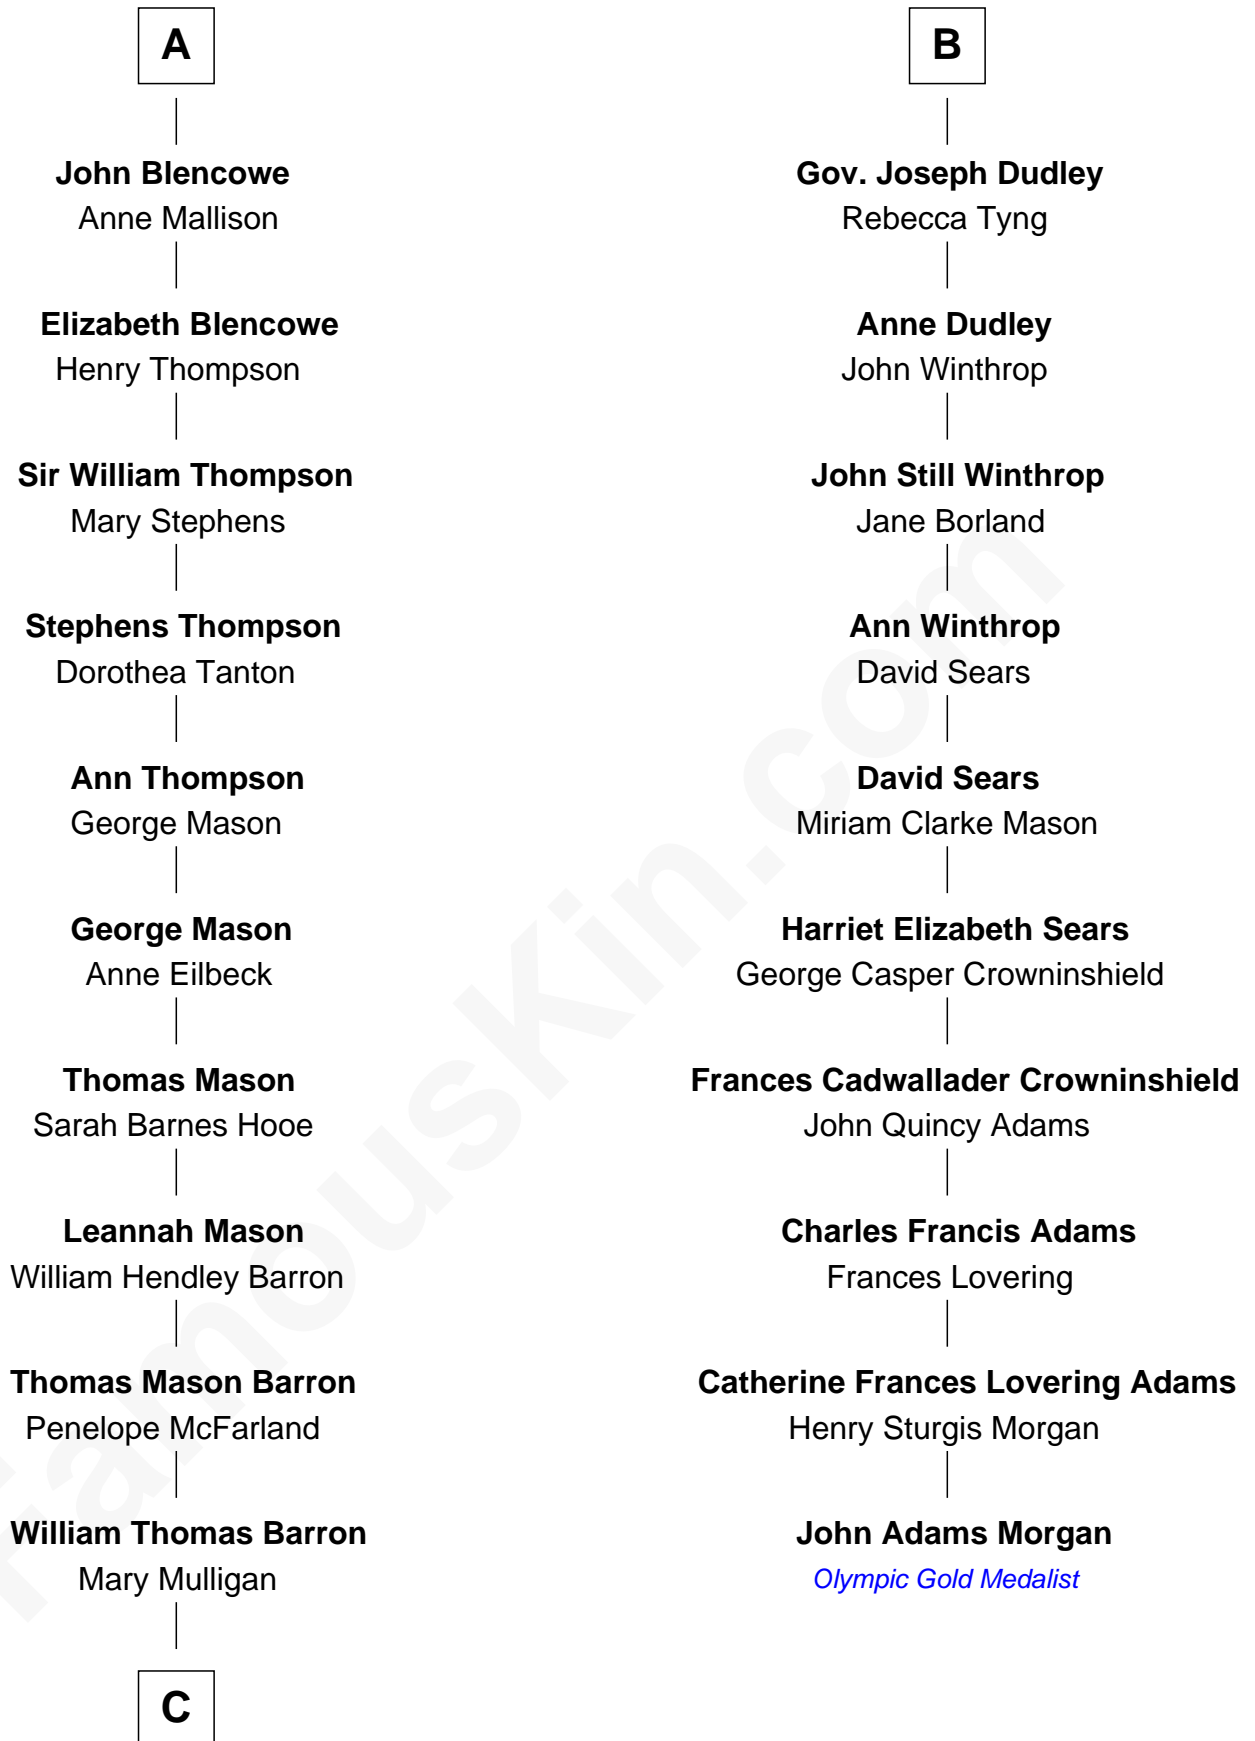 A
John Blencowe
Anne Mallison
Elizabeth Blencowe
Henry Thompson
Sir William Thompson
Mary Stephens
Stephens Thompson
Dorothea Tanton
Ann Thompson
George Mason
George Mason
Anne Eilbeck
Thomas Mason
Sarah Barnes Hooe
Leannah Mason
William Hendley Barron
Thomas Mason Barron
Penelope McFarland
William Thomas Barron
Mary Mulligan
C
B
Gov. Joseph Dudley
Rebecca Tyng
Anne Dudley
John Winthrop
John Still Winthrop
Jane Borland
Ann Winthrop
David Sears
David Sears
Miriam Clarke Mason
Harriet Elizabeth Sears
George Casper Crowninshield
Frances Cadwallader Crowninshield
John Quincy Adams
Charles Francis Adams
Frances Lovering
Catherine Frances Lovering Adams
Henry Sturgis Morgan
John Adams Morgan
Olympic Gold Medalist
FamousKin.com